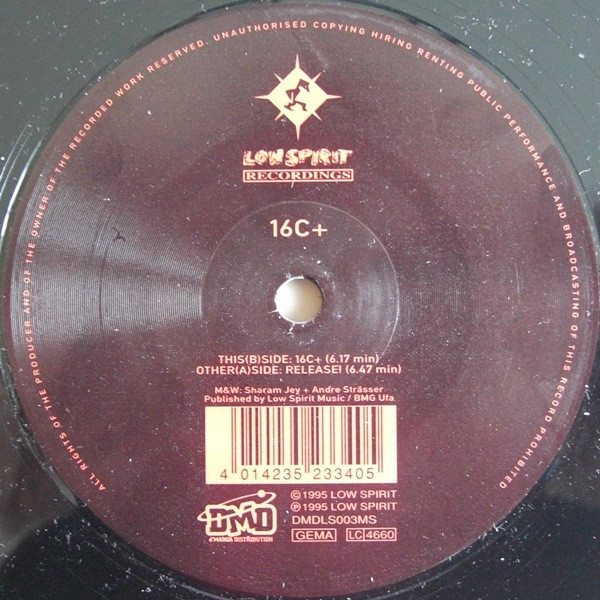 ALL RIGHTS OF THE PRODUCER AND OF THE OWNER OF THE RECORDED WORK RESERVED. UNAUTHORISED COPYING HIRING RENTING PUBLIC PERFORMANCE AND BROADCASTING OF THIS RECORD PROHIBITED
LOW SPIRIT
RECORDINGS
16C+
THIS(B)SIDE: 16C+ (6.17 min)
OTHER(A)SIDE: RELEASE! (6.47 min)
M&W: Sharam Jey + Andre Strässer
Published by Low Spirit Music / BMG Ufa
4 014235 233405
DMD
©1995 LOW SPIRIT
℗1995 LOW SPIRIT
DMDLS003MS
GEMA LC 4660